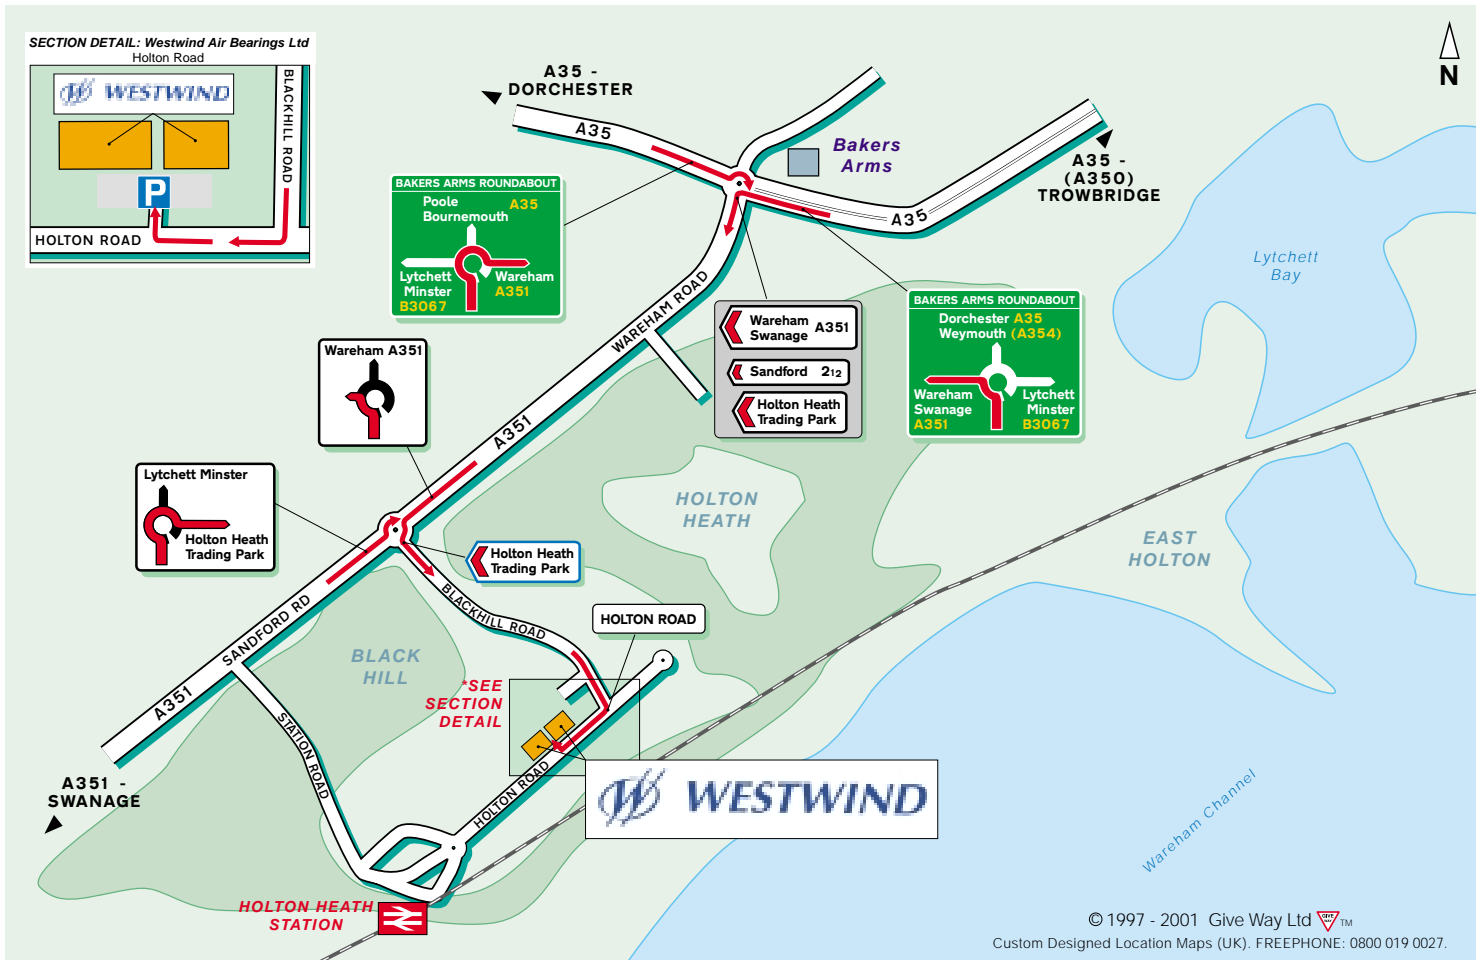 SECTION DETAIL: Westwind Air Bearings Ltd
Holton Road
WESTWIND
BLACKHILL ROAD
P
HOLTON ROAD
A35 -
DORCHESTER
A35
Bakers
Arms
A35 -
(A350)
TROWBRIDGE
A35
N
BAKERS ARMS ROUNDABOUT
Poole
Bournemouth
A35
Lytchett
Minster
B3067
Wareham
A351
Lytchett
Bay
WAREHAM ROAD
Wareham
Swanage
A351
Sandford 212
Holton Heath
Trading Park
BAKERS ARMS ROUNDABOUT
Dorchester A35
Weymouth (A354)
Wareham
Swanage
A351
Lytchett
Minster
B3067
Wareham A351
A351
Lytchett Minster
Holton Heath
Trading Park
HOLTON
HEATH
EAST
HOLTON
Holton Heath
Trading Park
BLACKHILL ROAD
HOLTON ROAD
SANDFORD RD
BLACK
HILL
*SEE
SECTION
DETAIL
A351
STATION ROAD
HOLTON ROAD
WESTWIND
A351 -
SWANAGE
Wareham Channel
HOLTON HEATH
STATION
© 1997 - 2001 Give Way Ltd GIVE WAY TM
Custom Designed Location Maps (UK). FREEPHONE: 0800 019 0027.